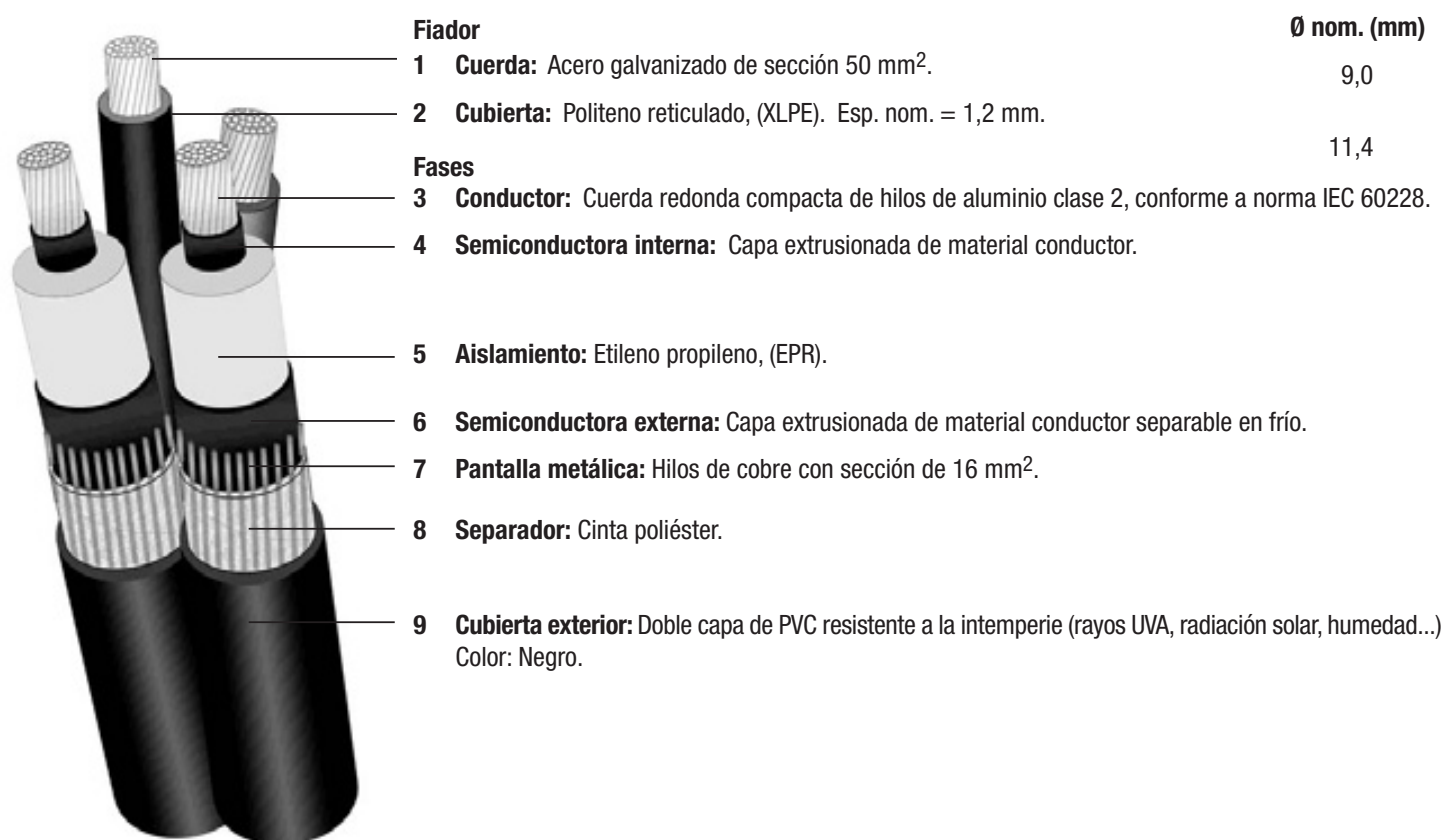 Fiador Ø nom. (mm)
1 Cuerda: Acero galvanizado de sección 50 mm². 9,0
2 Cubierta: Politeno reticulado, (XLPE). Esp. nom. = 1,2 mm.
11,4
Fases
3 Conductor: Cuerda redonda compacta de hilos de aluminio clase 2, conforme a norma IEC 60228.
4 Semiconductora interna: Capa extrusionada de material conductor.
5 Aislamiento: Etileno propileno, (EPR).
6 Semiconductora externa: Capa extrusionada de material conductor separable en frío.
7 Pantalla metálica: Hilos de cobre con sección de 16 mm².
8 Separador: Cinta poliéster.
9 Cubierta exterior: Doble capa de PVC resistente a la intemperie (rayos UVA, radiación solar, humedad...)
Color: Negro.